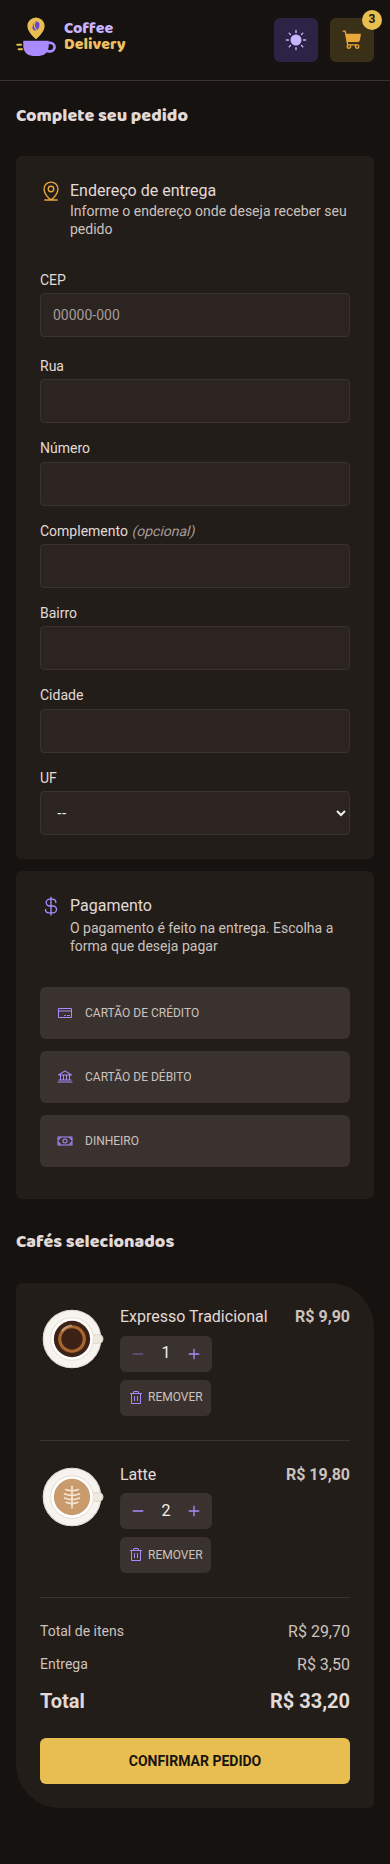 Coffee
Delivery
3
Complete seu pedido
Endereço de entrega
Informe o endereço onde deseja receber seu
pedido
CEP
00000-000
Rua
Número
Complemento (opcional)
Bairro
Cidade
UF
--
Pagamento
O pagamento é feito na entrega. Escolha a
forma que deseja pagar
CARTÃO DE CRÉDITO
CARTÃO DE DÉBITO
DINHEIRO
Cafés selecionados
Expresso Tradicional R$ 9,90
− 1 +
REMOVER
Latte R$ 19,80
− 2 +
REMOVER
Total de itens R$ 29,70
Entrega R$ 3,50
Total R$ 33,20
CONFIRMAR PEDIDO